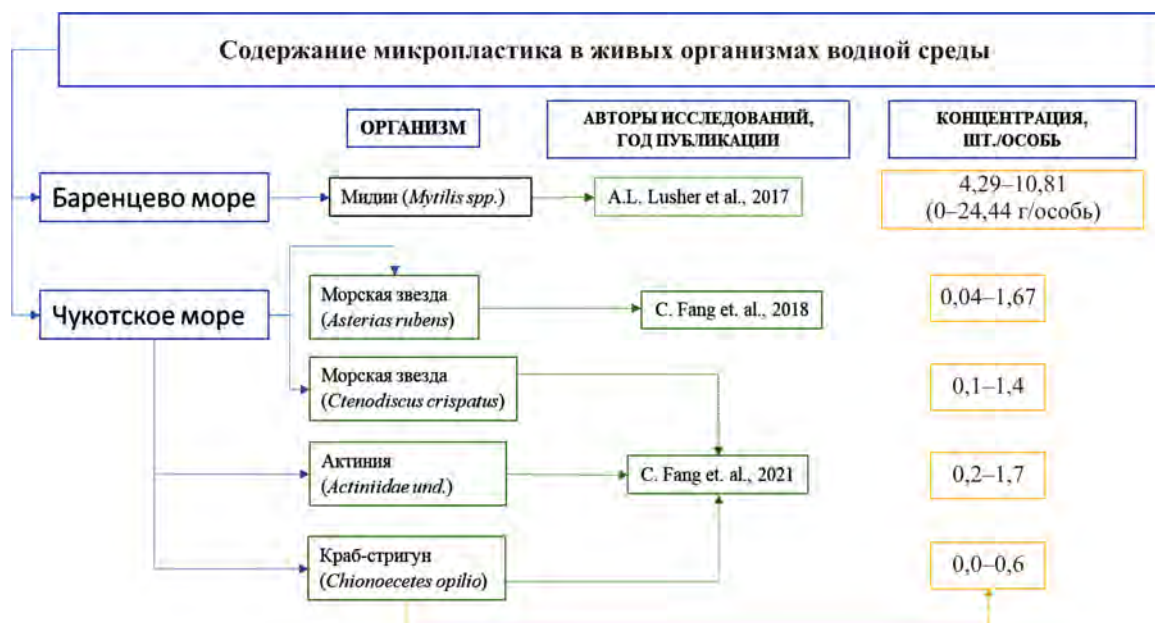 Содержание микропластика в живых организмах водной среды
ОРГАНИЗМ
АВТОРЫ ИССЛЕДОВАНИЙ,
ГОД ПУБЛИКАЦИИ
КОНЦЕНТРАЦИЯ,
ШТ./ОСОБЬ
Баренцево море
Мидии (Mytilis spp.)
A.L. Lusher et al., 2017
4,29–10,81
(0–24,44 г/особь)
Чукотское море
Морская звезда
(Asterias rubens)
C. Fang et. al., 2018
0,04–1,67
Морская звезда
(Ctenodiscus crispatus)
0,1–1,4
Актиния
(Actiniidae und.)
C. Fang et. al., 2021
0,2–1,7
Краб-стригун
(Chionoecetes opilio)
0,0–0,6